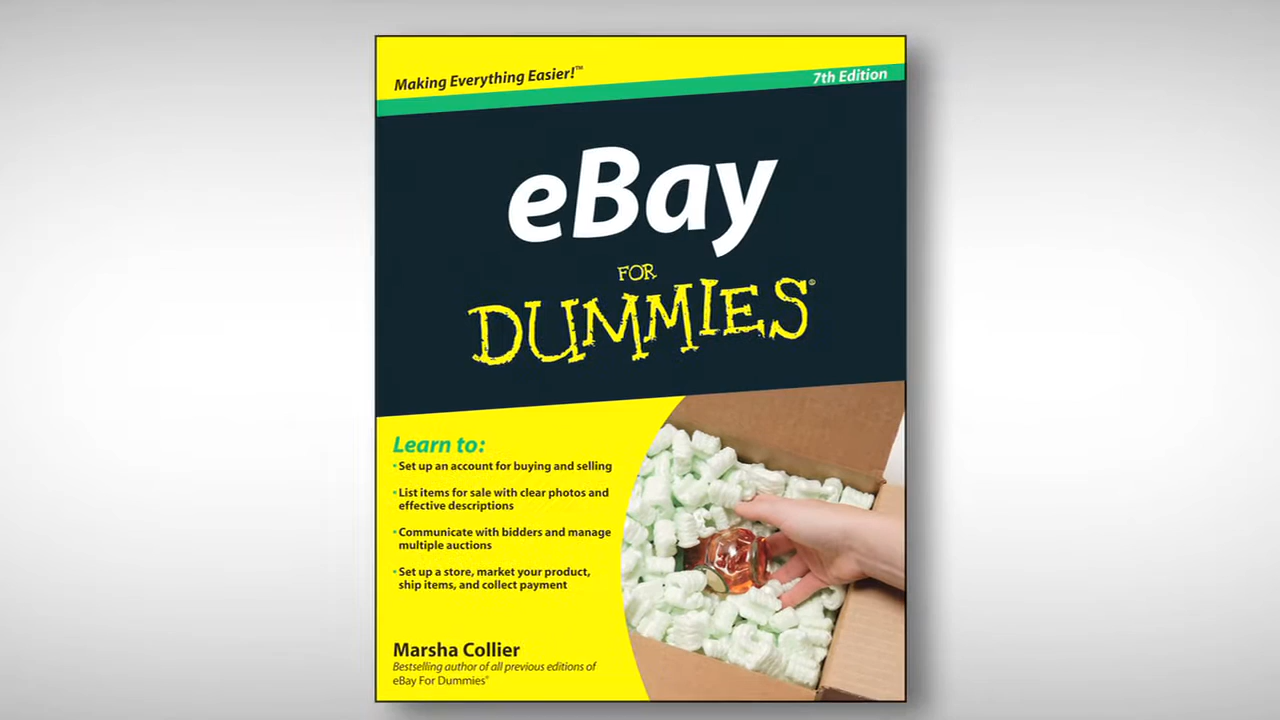 Making Everything Easier!™
7th Edition
eBay
FOR
DUMMIES®
Learn to:
• Set up an account for buying and selling
• List items for sale with clear photos and
effective descriptions
• Communicate with bidders and manage
multiple auctions
• Set up a store, market your product,
ship items, and collect payment
Marsha Collier
Bestselling author of all previous editions of
eBay For Dummies®